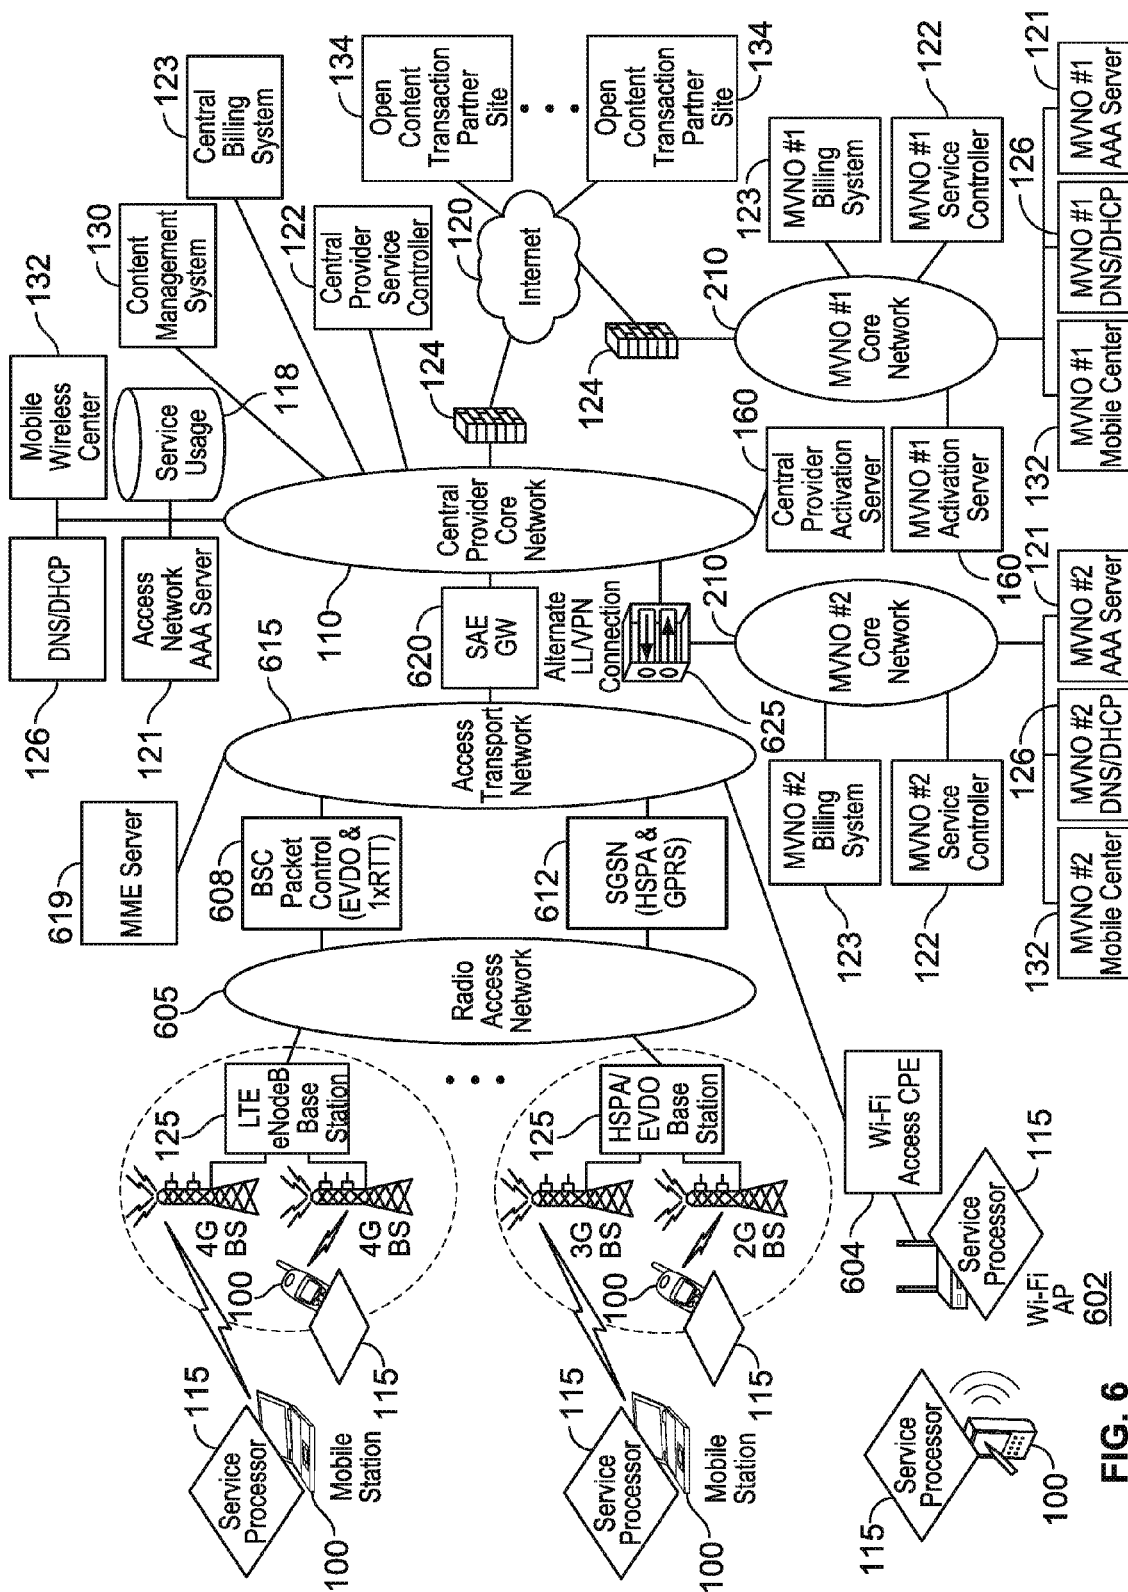 132
Mobile
Wireless
Center
130
Content
Management
System
123
Central
Billing
System
DNS/DHCP
126
Access
Network
AAA Server
121
Service
Usage
118
122
Central
Provider
Service
Controller
134
Open
Content
Transaction
Partner
Site
Open
Content
Transaction
Partner
Site
134
120
Internet
124
124
Central
Provider
Core
Network
110
160
Central
Provider
Activation
Server
619
MME Server
615
Access
Transport
Network
620
SAE
GW
Alternate
LL/VPN
Connection
625
608
BSC
Packet
Control
(EVDO &
1xRTT)
612
SGSN
(HSPA &
GPRS)
605
Radio
Access
Network
125
LTE
eNodeB
Base
Station
4G
BS
4G
BS
100
115
115
Service
Processor
100
Mobile
Station
125
HSPA/
EVDO
Base
Station
3G
BS
2G
BS
100
115
115
Service
Processor
100
Mobile
Station
604
Wi-Fi
Access CPE
115
Service
Processor
Wi-Fi
AP
602
115
Service
Processor
100
210
MVNO #2
Core
Network
MVNO #2
Billing
System
123
MVNO #2
Service
Controller
122
132
MVNO #2
Mobile Center
126
MVNO #2
DNS/DHCP
121
MVNO #2
AAA Server
210
MVNO #1
Core
Network
123
MVNO #1
Billing
System
122
MVNO #1
Service
Controller
MVNO #1
Activation
Server
160
132
MVNO #1
Mobile Center
126
MVNO #1
DNS/DHCP
121
MVNO #1
AAA Server
FIG. 6